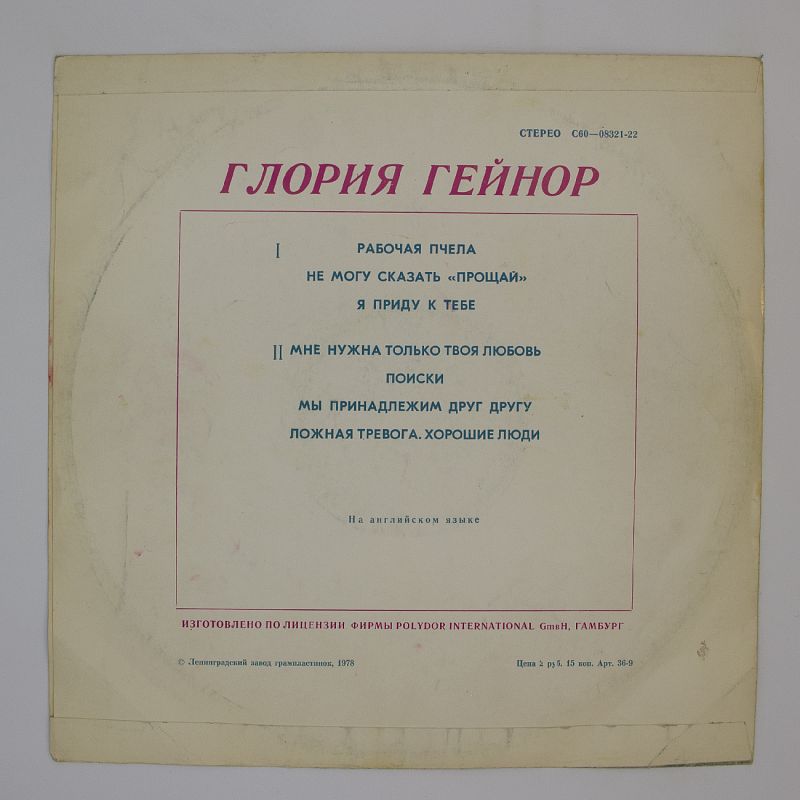 СТЕРЕО С60—08321-22
ГЛОРИЯ ГЕЙНОР
I РАБОЧАЯ ПЧЕЛА
НЕ МОГУ СКАЗАТЬ «ПРОЩАЙ»
Я ПРИДУ К ТЕБЕ
II МНЕ НУЖНА ТОЛЬКО ТВОЯ ЛЮБОВЬ
ПОИСКИ
МЫ ПРИНАДЛЕЖИМ ДРУГ ДРУГУ
ЛОЖНАЯ ТРЕВОГА. ХОРОШИЕ ЛЮДИ
На английском языке
ИЗГОТОВЛЕНО ПО ЛИЦЕНЗИИ ФИРМЫ POLYDOR INTERNATIONAL GmBH, ГАМБУРГ
© Ленинградский завод грампластинок, 1978
Цена 2 руб. 15 коп. Арт. 36-9